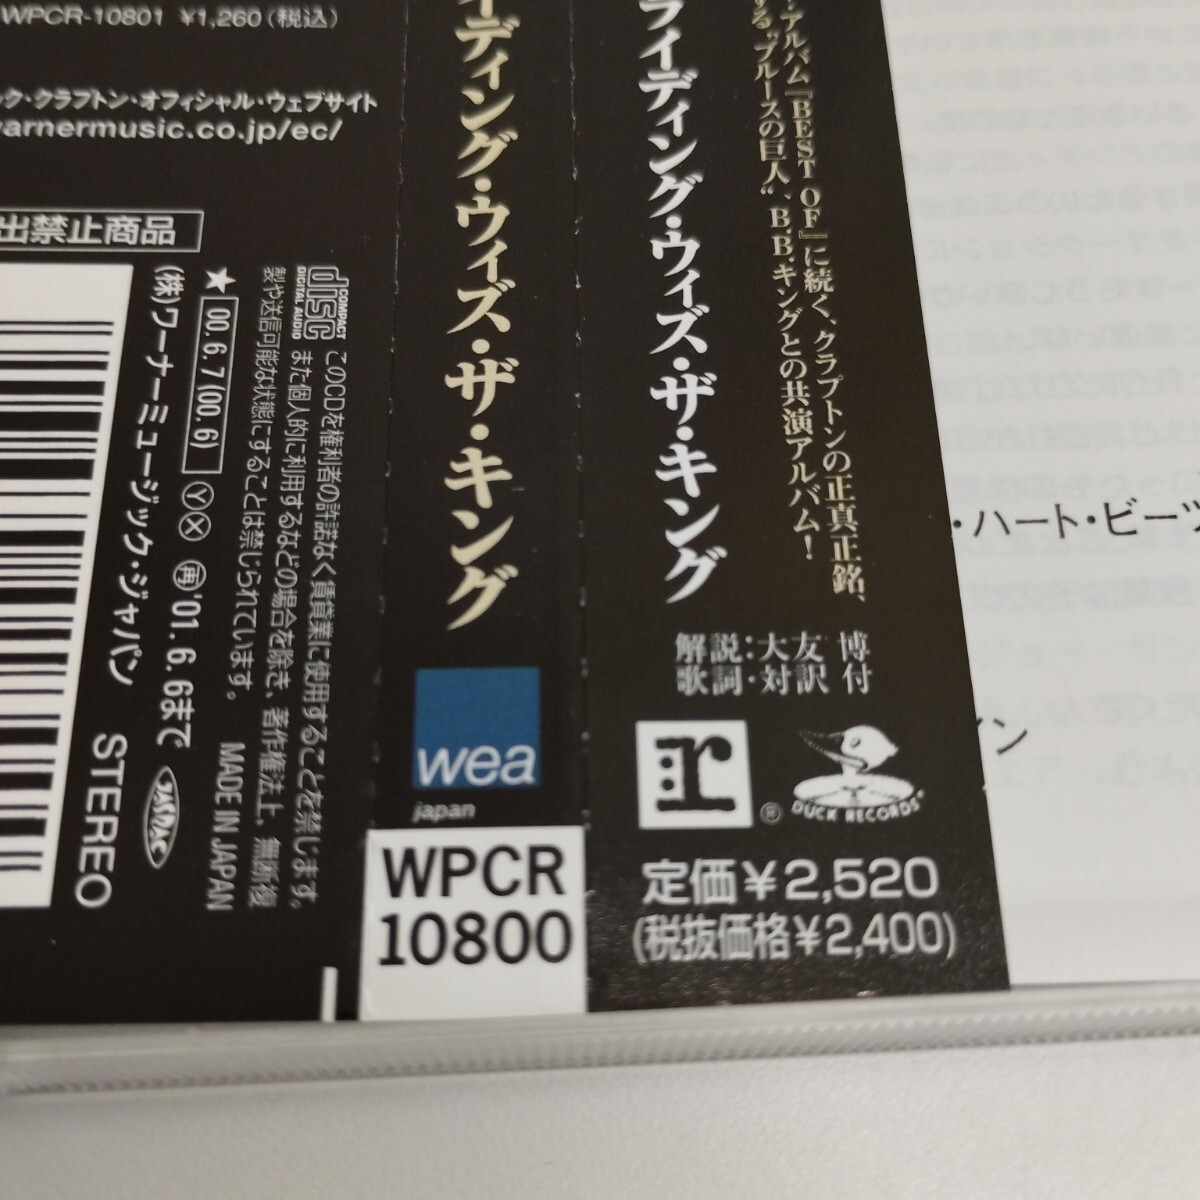 WPCR-10801 ¥1,260(税込)
ック・クラプトン・オフィシャル・ウェブサイト
warnermusic.co.jp/ec/
出禁止商品
COMPACT
disc
DIGITAL AUDIO
このCDを権利者の許諾なく賃貸業に使用することを禁じます。
また個人的に利用するなどの場合を除き、著作権法上、無断複
製や送信可能な状態にすることは禁じられています。
MADE IN JAPAN
★ 00.6.7(00.6) Ⓨ Ⓧ ㋐'01.6.6まで
(株)ワーナーミュージック・ジャパン
JASRAC
STEREO
イディング・ウィズ・ザ・キング
wea
japan
WPCR
10800
・アルバム『BEST OF』に続く、クラプトンの正真正銘、
する“ブルースの巨人”、B.B.キングとの共演アルバム!
ライディング・ウィズ・ザ・キング
解説:大友 博
歌詞・対訳 付
r
®
DUCK RECORDS
定価¥2,520
(税抜価格¥2,400)
・ハート・ビーツ
イン